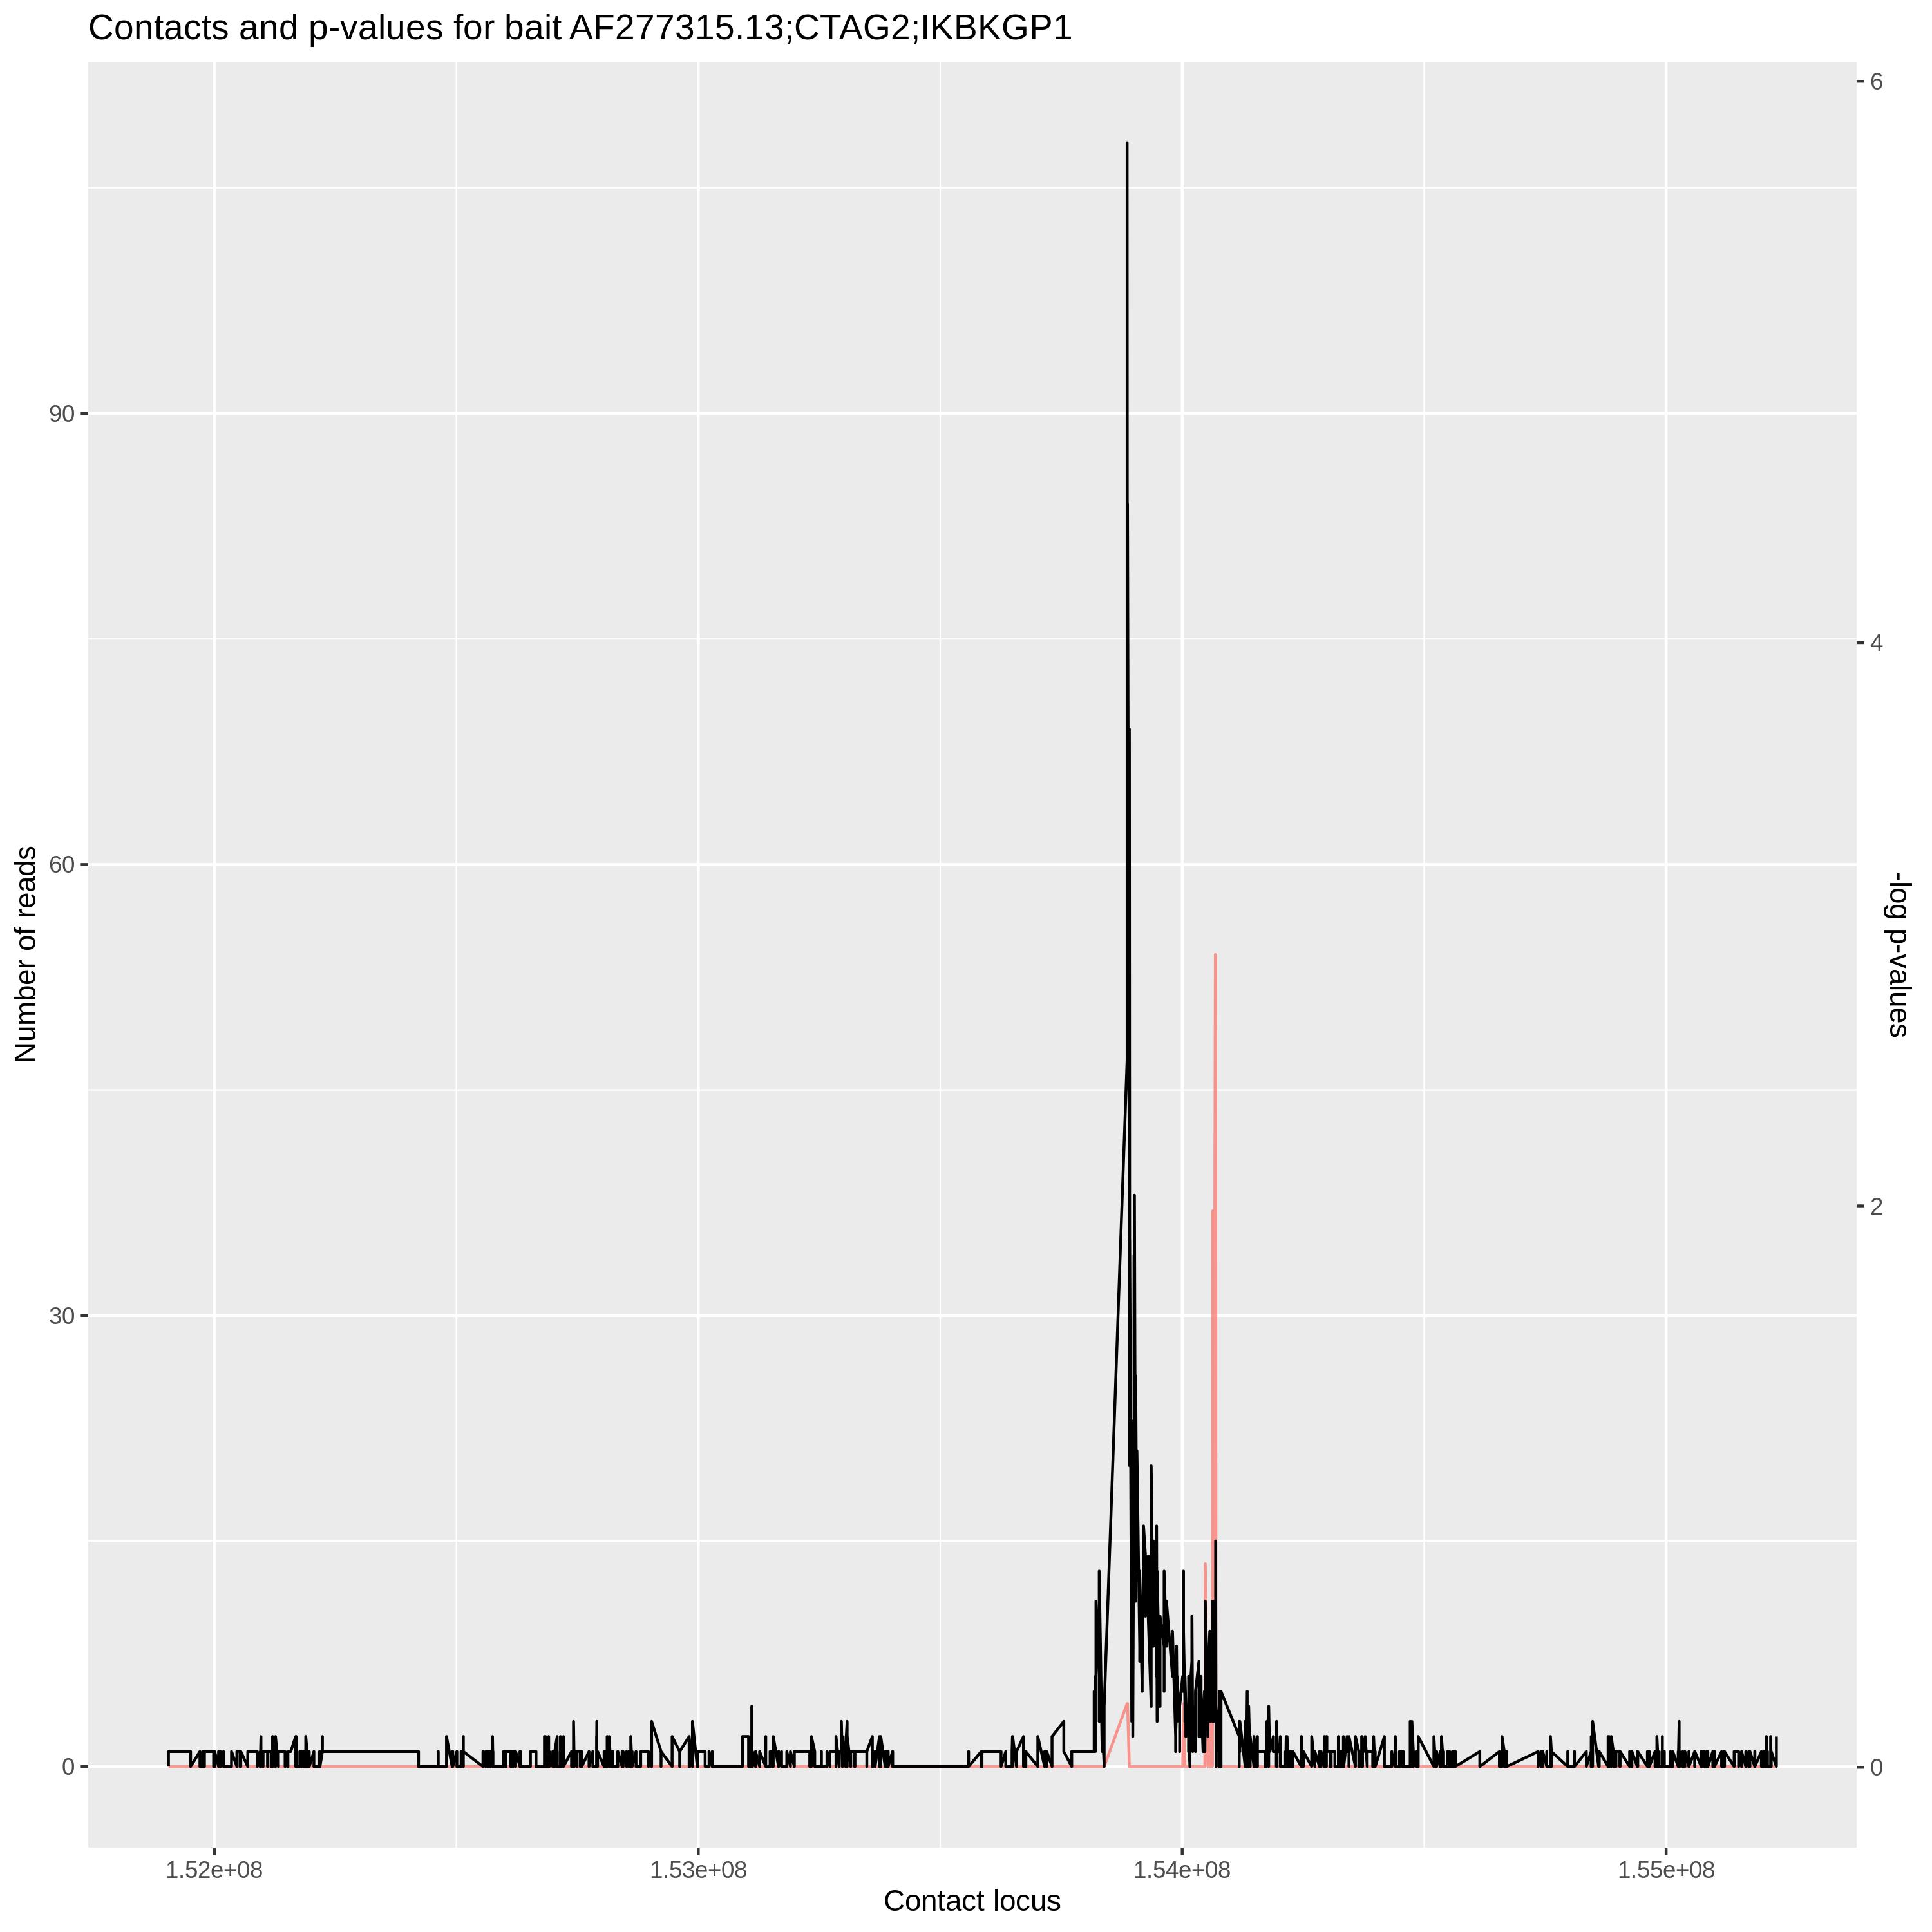 Contacts and p-values for bait AF277315.13;CTAG2;IKBKGP1
6
90
4
60
Number of reads
-log p-values
2
30
0
0
1.52e+08
1.53e+08
1.54e+08
1.55e+08
Contact locus